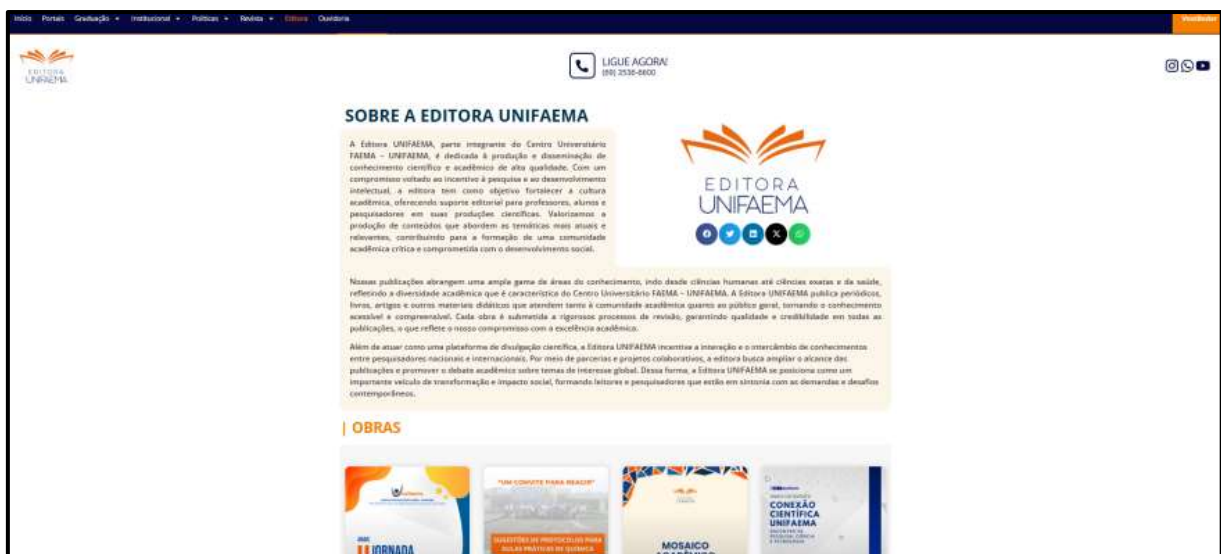 Início Portais Graduação Institucional Políticas Revista Editora Ouvidoria Vestibular
EDITORA
UNIFAEMA
LIGUE AGORA!
(69) 3536-6600
SOBRE A EDITORA UNIFAEMA
A Editora UNIFAEMA, parte integrante do Centro Universitário
FAEMA – UNIFAEMA, é dedicada à produção e disseminação de
conhecimento científico e acadêmico de alta qualidade. Com um
compromisso voltado ao incentivo à pesquisa e ao desenvolvimento
intelectual, a editora tem como objetivo fortalecer a cultura
acadêmica, oferecendo suporte editorial para professores, alunos e
pesquisadores em suas produções científicas. Valorizamos a
produção de conteúdos que abordem as temáticas mais atuais e
relevantes, contribuindo para a formação de uma comunidade
acadêmica crítica e comprometida com o desenvolvimento social.
EDITORA
UNIFAEMA
Nossas publicações abrangem uma ampla gama de áreas do conhecimento, indo desde ciências humanas até ciências exatas e da saúde,
refletindo a diversidade acadêmica que é característica do Centro Universitário FAEMA – UNIFAEMA. A Editora UNIFAEMA publica periódicos,
livros, artigos e outros materiais didáticos que atendem tanto à comunidade acadêmica quanto ao público geral, tornando o conhecimento
acessível e compreensível. Cada obra é submetida a rigorosos processos de revisão, garantindo qualidade e credibilidade em todas as
publicações, o que reflete o nosso compromisso com a excelência acadêmica.
Além de atuar como uma plataforma de divulgação científica, a Editora UNIFAEMA incentiva a interação e o intercâmbio de conhecimentos
entre pesquisadores nacionais e internacionais. Por meio de parcerias e projetos colaborativos, a editora busca ampliar o alcance das
publicações e promover o debate acadêmico sobre temas de interesse global. Dessa forma, a Editora UNIFAEMA se posiciona como um
importante veículo de transformação e impacto social, formando leitores e pesquisadores que estão em sintonia com as demandas e desafios
contemporâneos.
| OBRAS
JORNADA
"UM CONVITE PARA REAGIR"
SUGESTÕES DE PROTOCOLOS PARA
AULAS PRÁTICAS DE QUÍMICA
MOSAICO
ACADÊMICO
CONEXÃO
CIENTÍFICA
UNIFAEMA